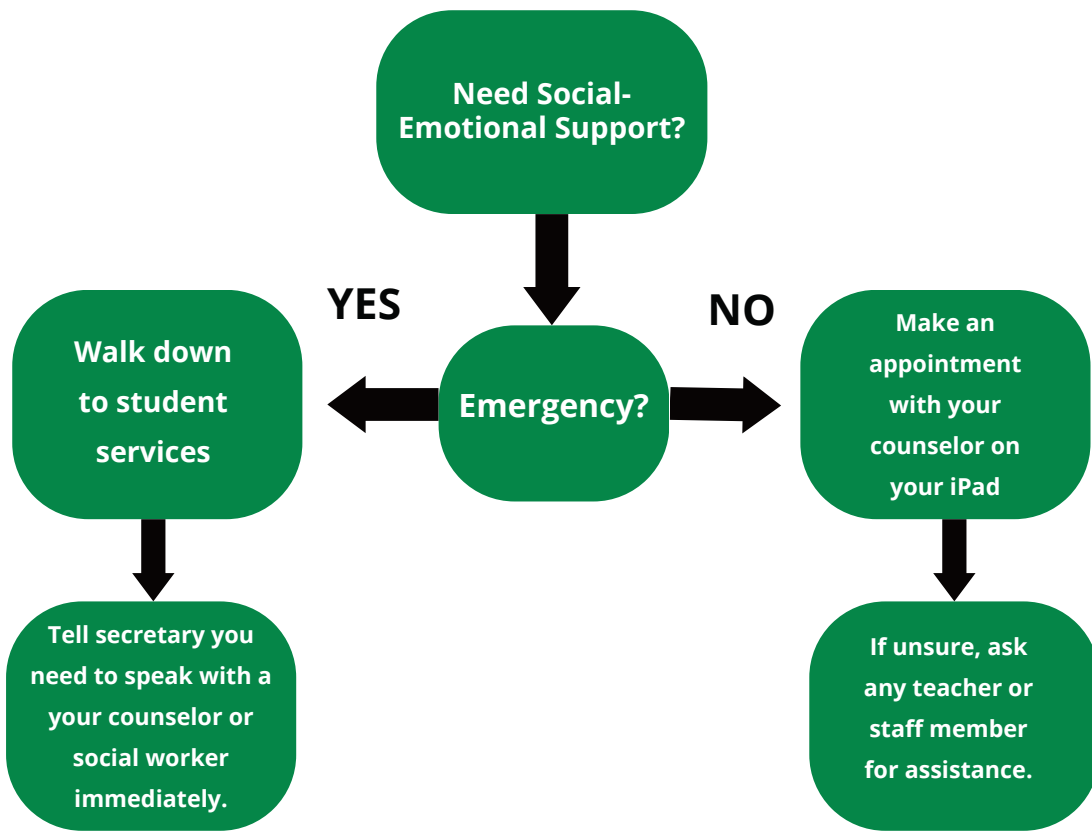 Need Social-
Emotional Support?
YES
NO
Walk down
to student
services
Emergency?
Make an
appointment
with your
counselor on
your iPad
Tell secretary you
need to speak with a
your counselor or
social worker
immediately.
If unsure, ask
any teacher or
staff member
for assistance.